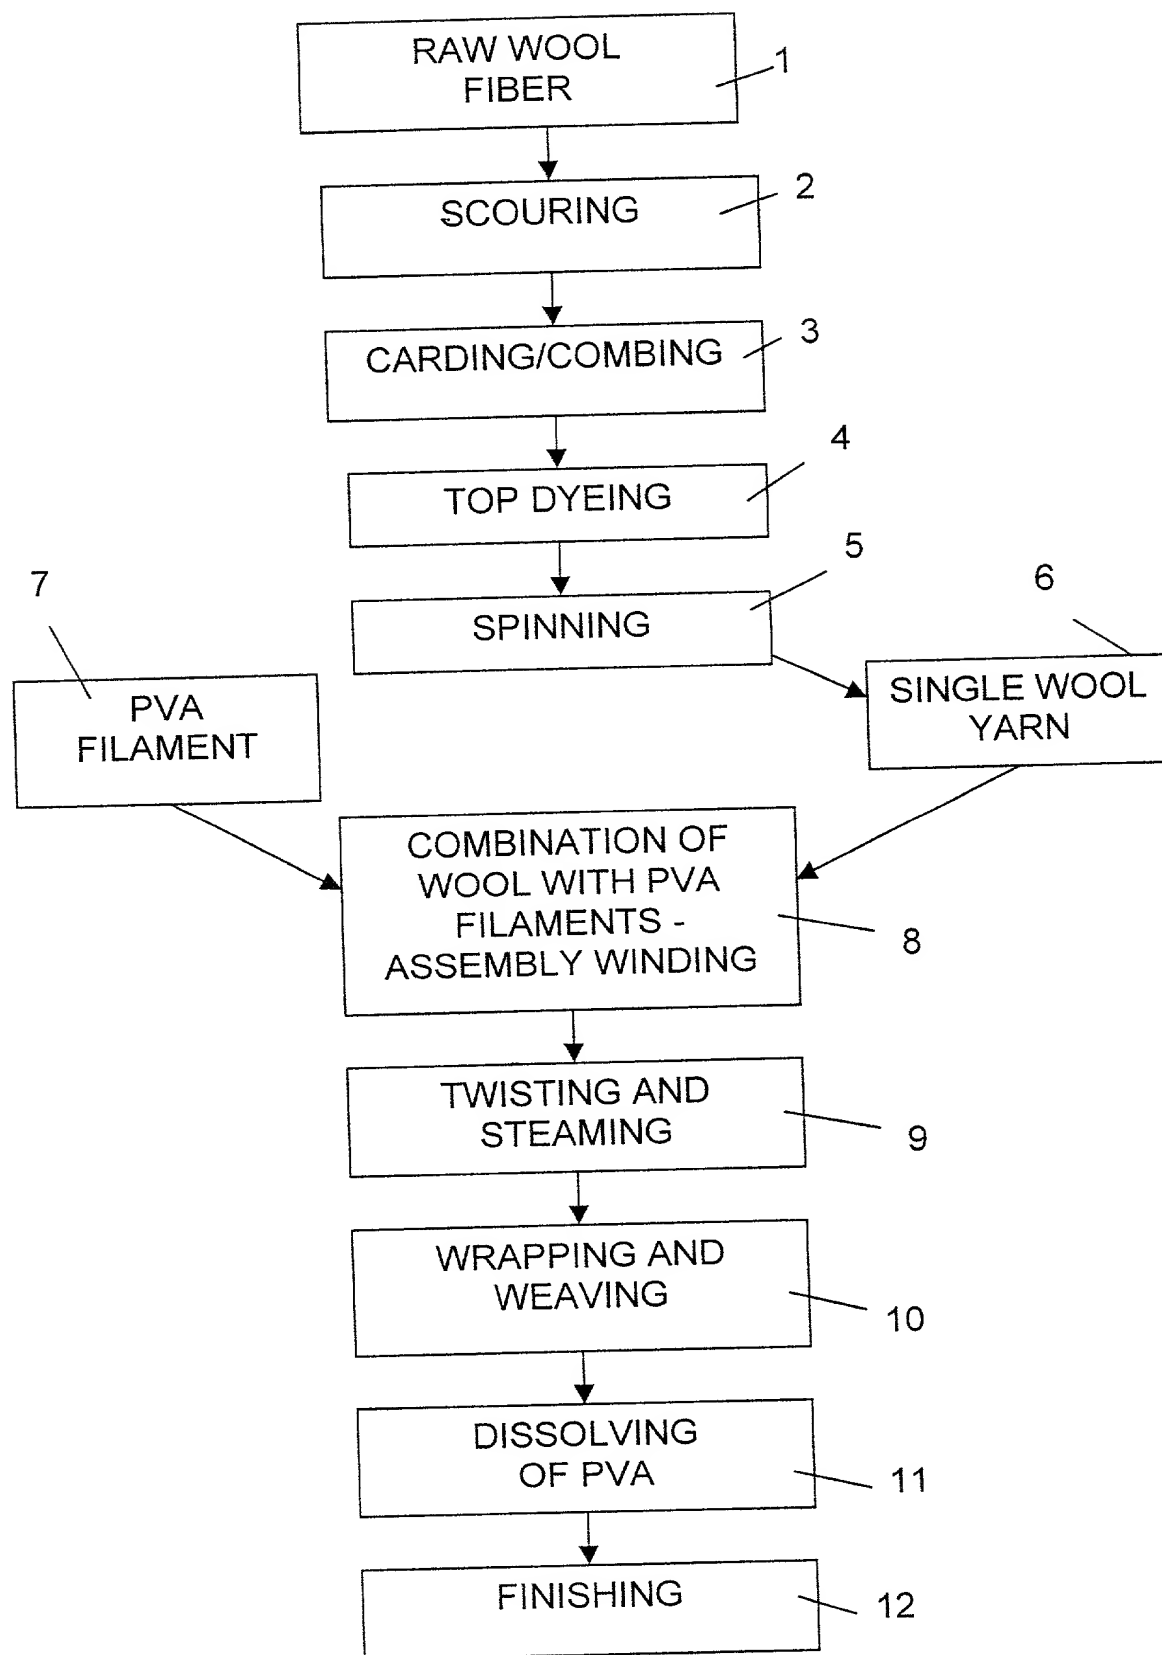 RAW WOOL
FIBER
1
SCOURING
2
CARDING/COMBING
3
TOP DYEING
4
SPINNING
5
SINGLE WOOL
YARN
6
PVA
FILAMENT
7
COMBINATION OF
WOOL WITH PVA
FILAMENTS -
ASSEMBLY WINDING
8
TWISTING AND
STEAMING
9
WRAPPING AND
WEAVING
10
DISSOLVING
OF PVA
11
FINISHING
12